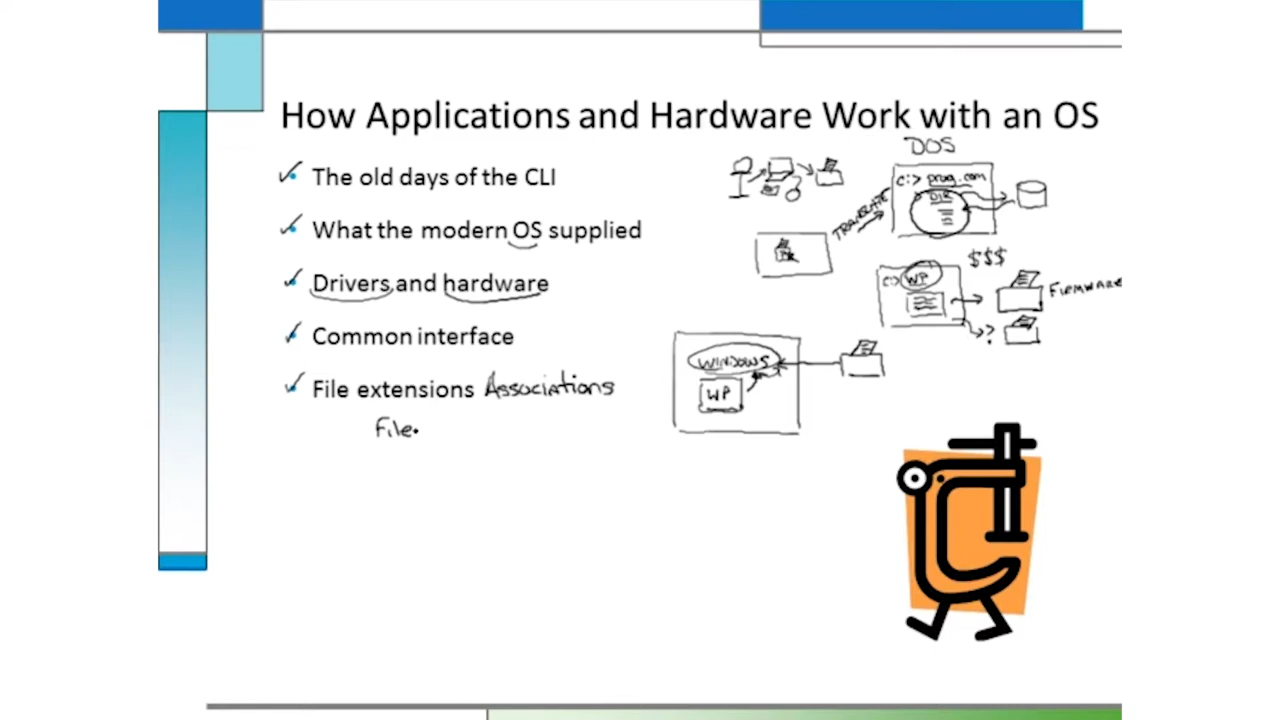 How Applications and Hardware Work with an OS
The old days of the CLI
What the modern OS supplied
Drivers and hardware
Common interface
File extensions Associations
File.
DOS
C:> prog.com
DIR
TRANSLATE
$$$
C:\ WP
FIRMWARE
?
WINDOWS
WP